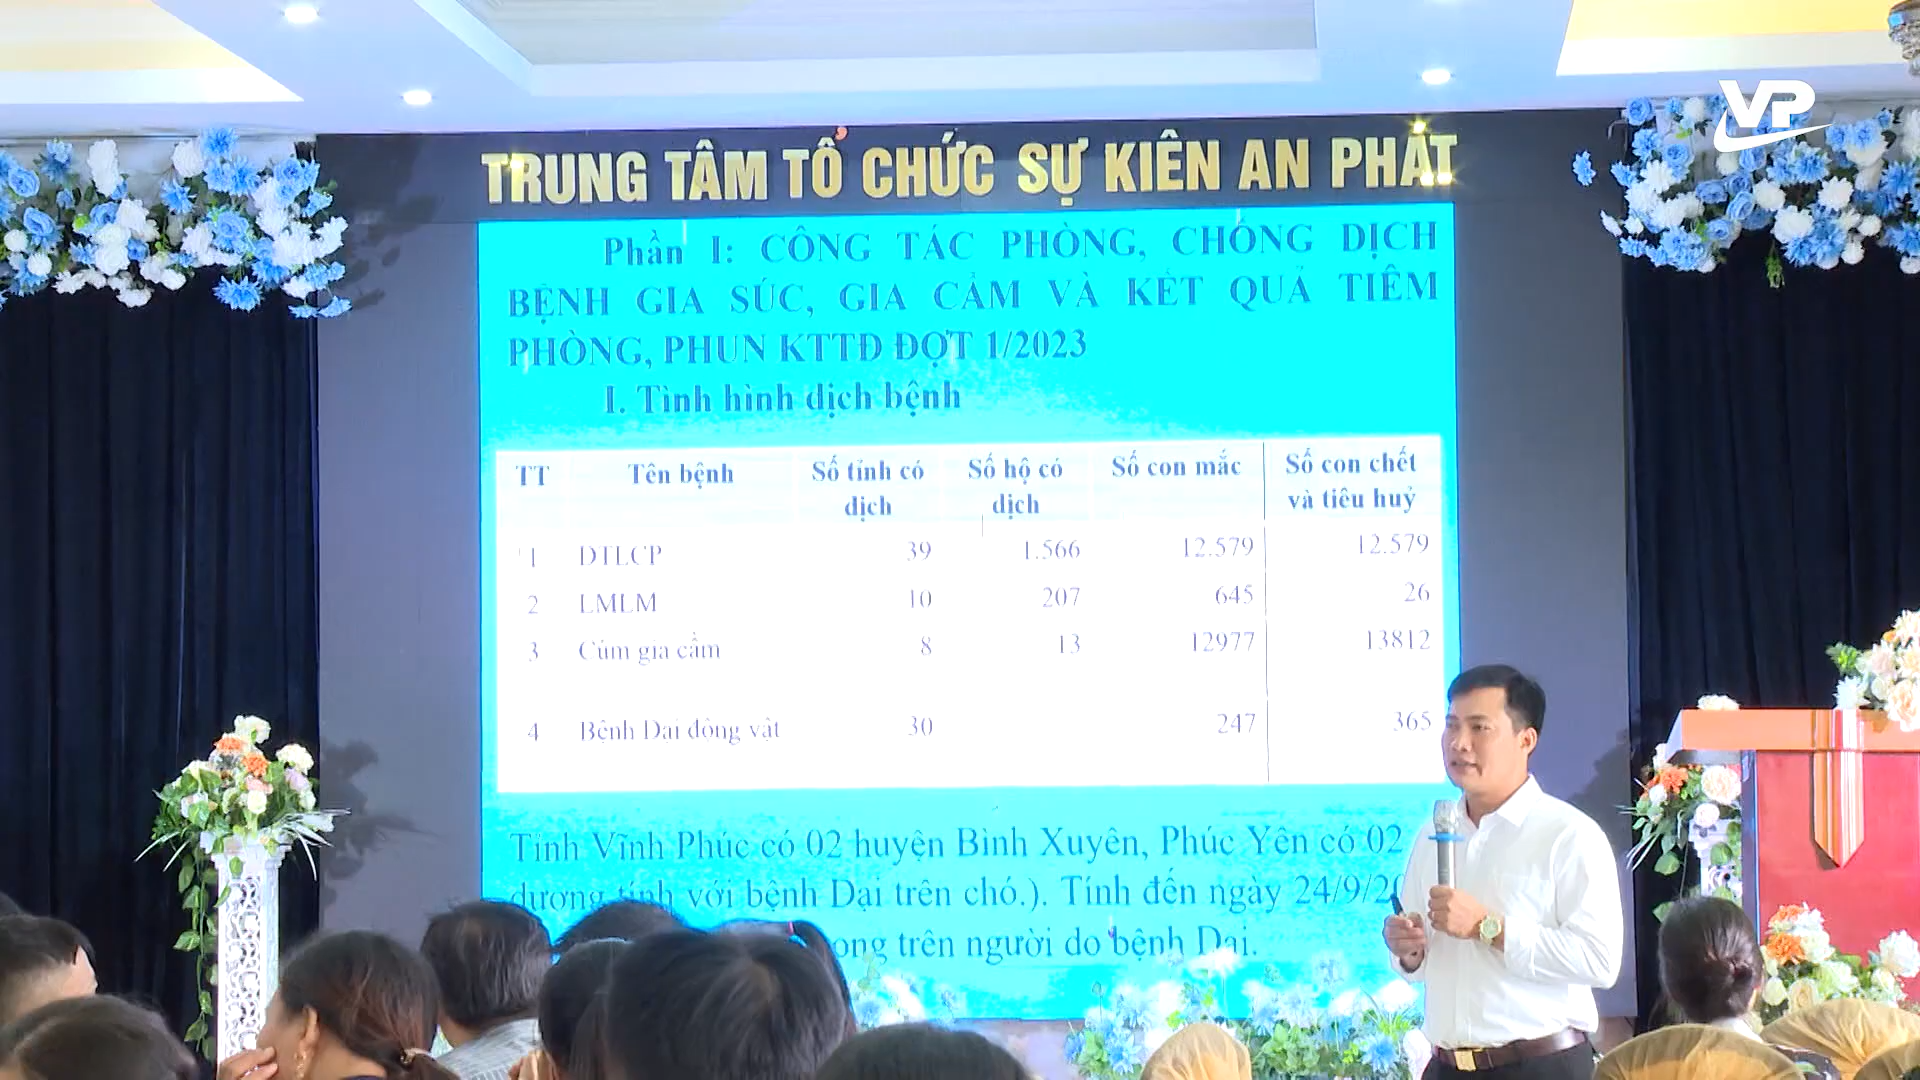 VP
TRUNG TÂM TỔ CHỨC SỰ KIÊN AN PHÁT
Phần I: CÔNG TÁC PHÒNG, CHỐNG DỊCH
BỆNH GIA SÚC, GIA CẦM VÀ KẾT QUẢ TIÊM
PHÒNG, PHUN KTTĐ ĐỢT 1/2023
I. Tình hình dịch bệnh
TT Tên bệnh Số tỉnh có dịch Số hộ có dịch Số con mắc Số con chết và tiêu huỷ
1 DTLCP 39 1.566 12.579 12.579
2 LMLM 10 207 645 26
3 Cúm gia cầm 8 13 12977 13812
4 Bệnh Dại động vật 30 247 365
Tỉnh Vĩnh Phúc có 02 huyện Bình Xuyên, Phúc Yên có 02
dương tính với bệnh Dại trên chó.). Tính đến ngày 24/9/20
ong trên người do bệnh Dại.